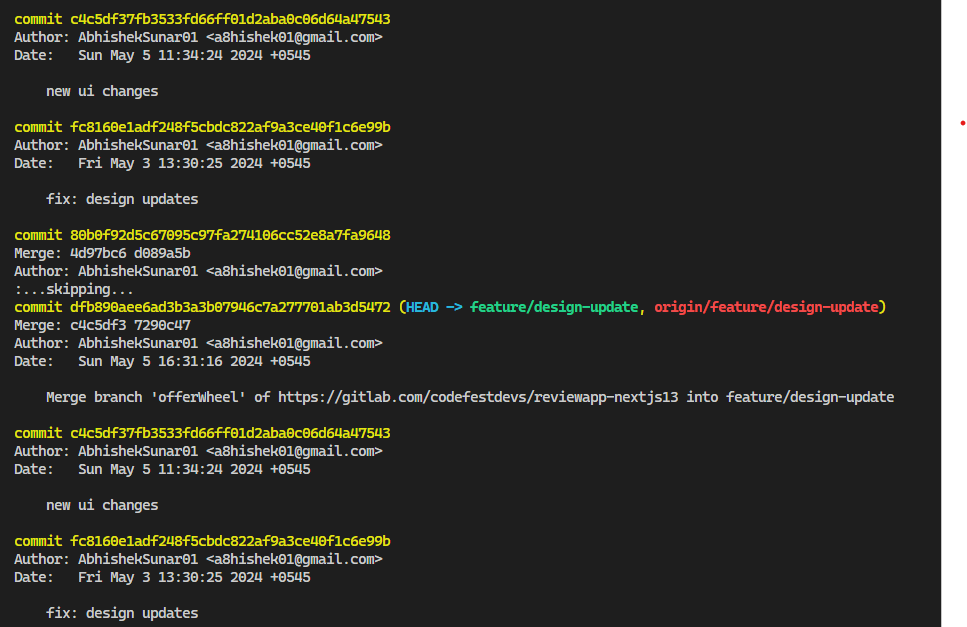 commit c4c5df37fb3533fd66ff01d2aba0c06d64a47543
Author: AbhishekSunar01 <a8hishek01@gmail.com>
Date:   Sun May 5 11:34:24 2024 +0545
new ui changes
commit fc8160e1adf248f5cbdc822af9a3ce40f1c6e99b
Author: AbhishekSunar01 <a8hishek01@gmail.com>
Date:   Fri May 3 13:30:25 2024 +0545
fix: design updates
commit 80b0f92d5c67095c97fa274106cc52e8a7fa9648
Merge: 4d97bc6 d089a5b
Author: AbhishekSunar01 <a8hishek01@gmail.com>
:...skipping...
commit dfb890aee6ad3b3a3b07946c7a277701ab3d5472 (HEAD -> feature/design-update, origin/feature/design-update)
Merge: c4c5df3 7290c47
Author: AbhishekSunar01 <a8hishek01@gmail.com>
Date:   Sun May 5 16:31:16 2024 +0545
Merge branch 'offerWheel' of https://gitlab.com/codefestdevs/reviewapp-nextjs13 into feature/design-update
commit c4c5df37fb3533fd66ff01d2aba0c06d64a47543
Author: AbhishekSunar01 <a8hishek01@gmail.com>
Date:   Sun May 5 11:34:24 2024 +0545
new ui changes
commit fc8160e1adf248f5cbdc822af9a3ce40f1c6e99b
Author: AbhishekSunar01 <a8hishek01@gmail.com>
Date:   Fri May 3 13:30:25 2024 +0545
fix: design updates